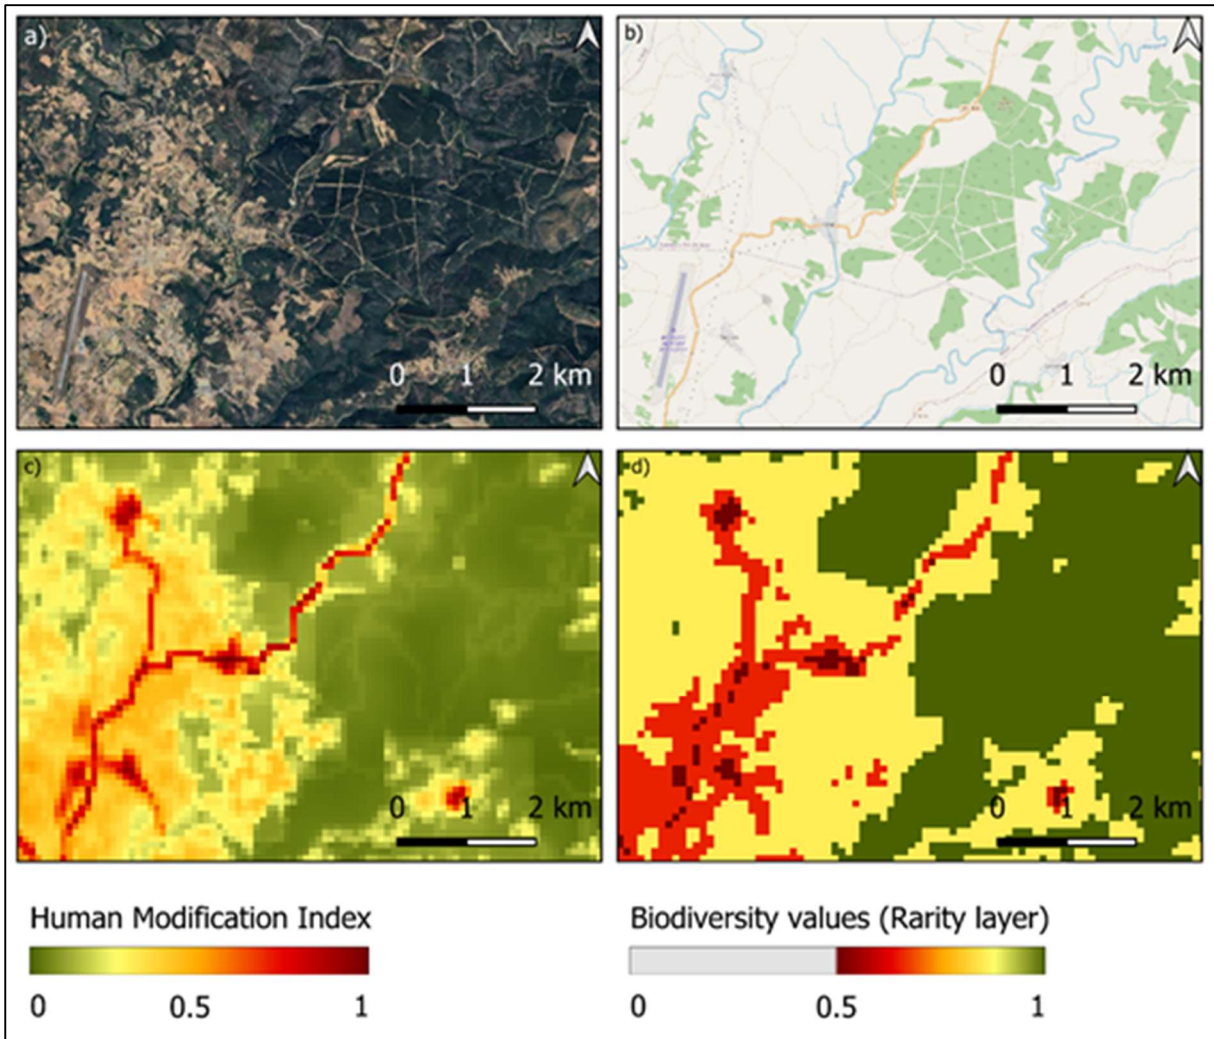 a)
b)
0 1 2 km
0 1 2 km
c)
d)
0 1 2 km
0 1 2 km
Human Modification Index
Biodiversity values (Rarity layer)
0 0.5 1
0 0.5 1